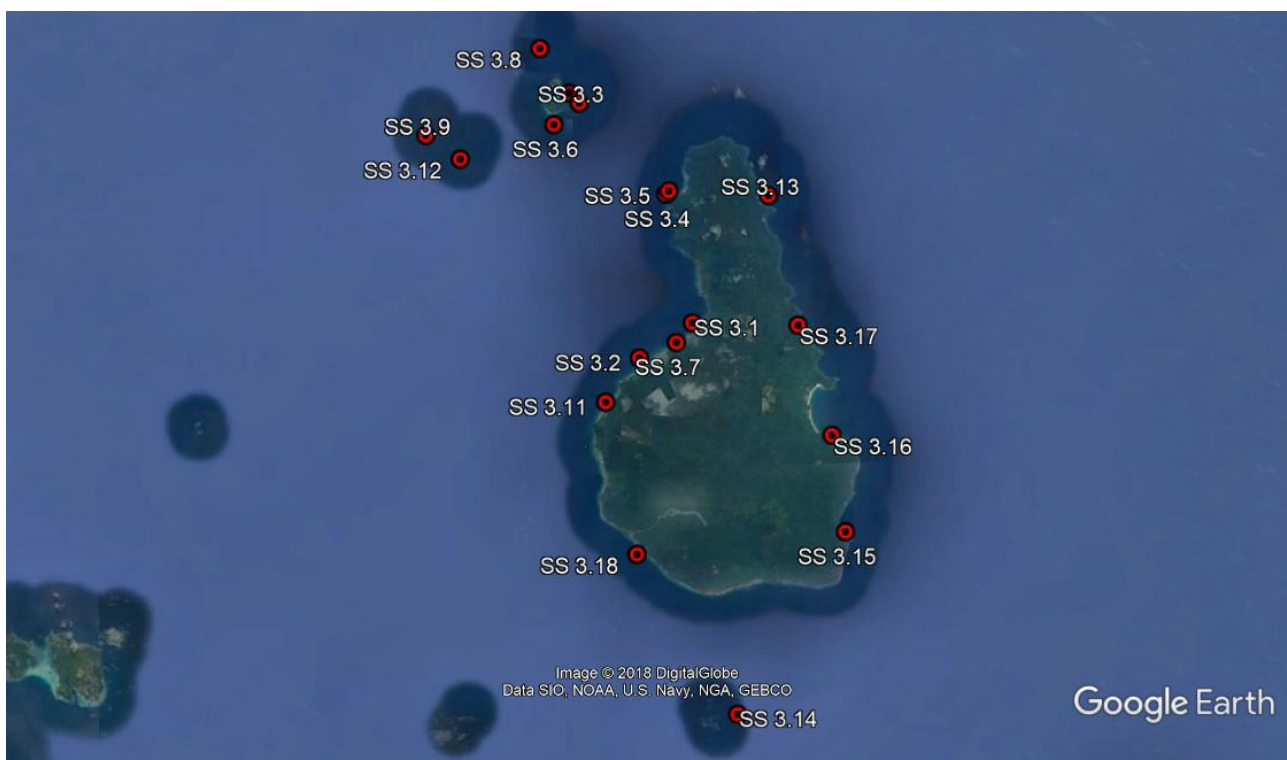 SS 3.8
SS 3.3
SS 3.9
SS 3.6
SS 3.12
SS 3.13
SS 3.5
SS 3.4
SS 3.1
SS 3.17
SS 3.2
SS 3.7
SS 3.11
SS 3.16
SS 3.15
SS 3.18
Image © 2018 DigitalGlobe
Data SIO, NOAA, U.S. Navy, NGA, GEBCO
Google Earth
SS 3.14